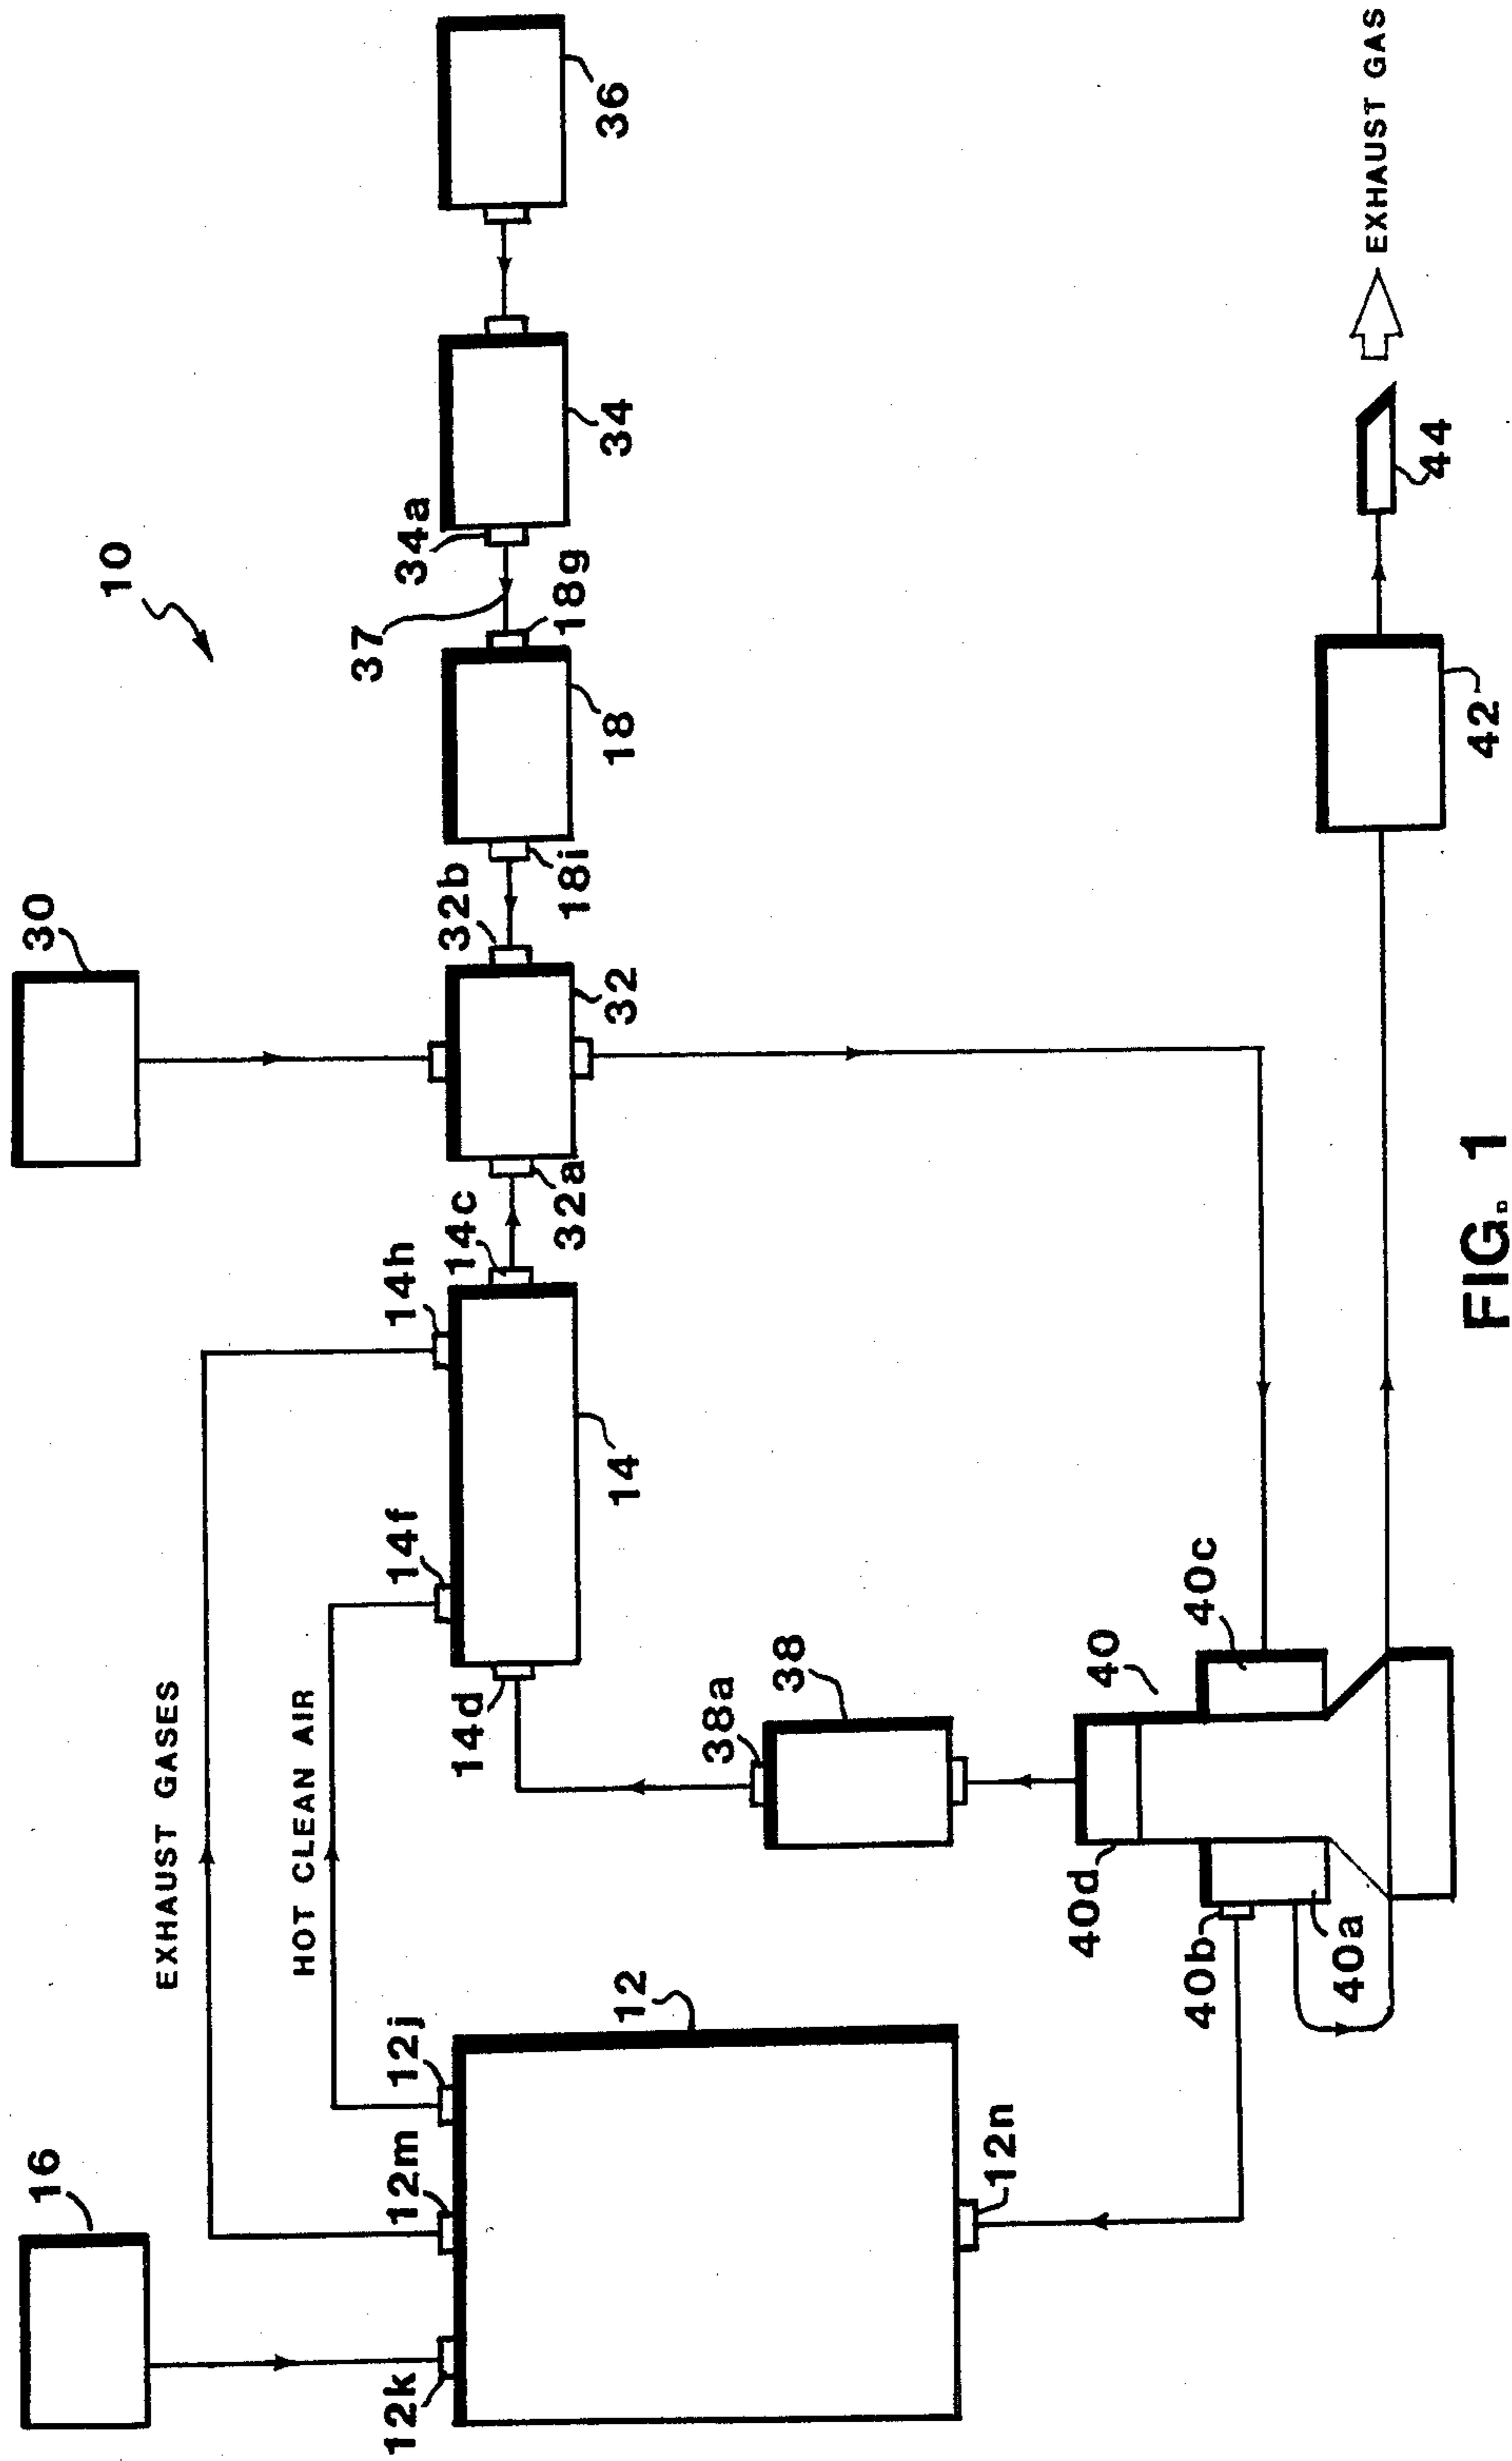 10
16
30
EXHAUST GASES
HOT CLEAN AIR
12k
12m
12j
14f
14h
14c
14d
14
32a
32b
32
18i
18
18g
37
34a
34
36
12
38a
38
12n
40
40d
40b
40a
40c
42
44
EXHAUST GAS
FIG. 1